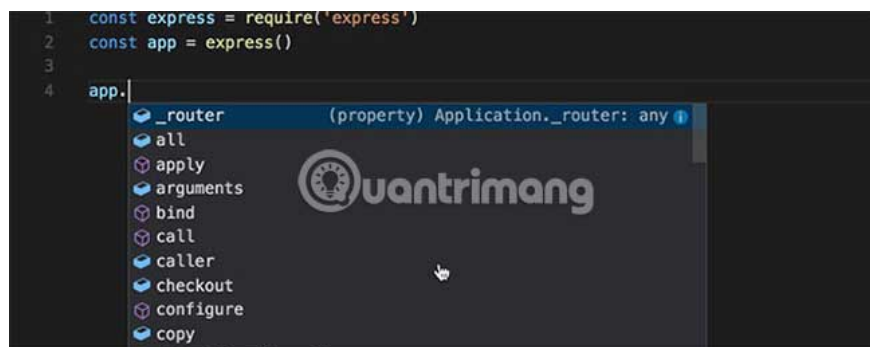 1 const express = require('express')
2 const app = express()
3
4 app.
_router (property) Application._router: any
all
apply
arguments
Quantrimang
bind
call
caller
checkout
configure
copy